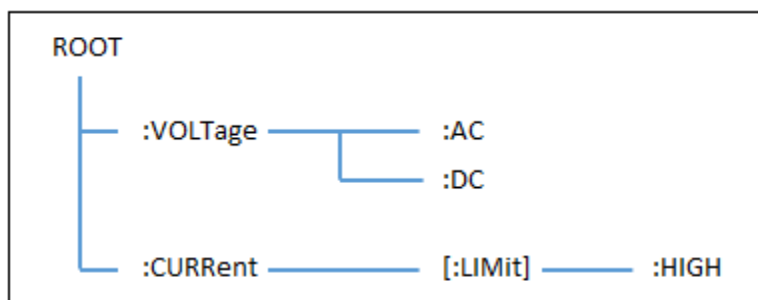 ROOT
:VOLTage :AC
:DC
:CURRent [:LIMit] :HIGH